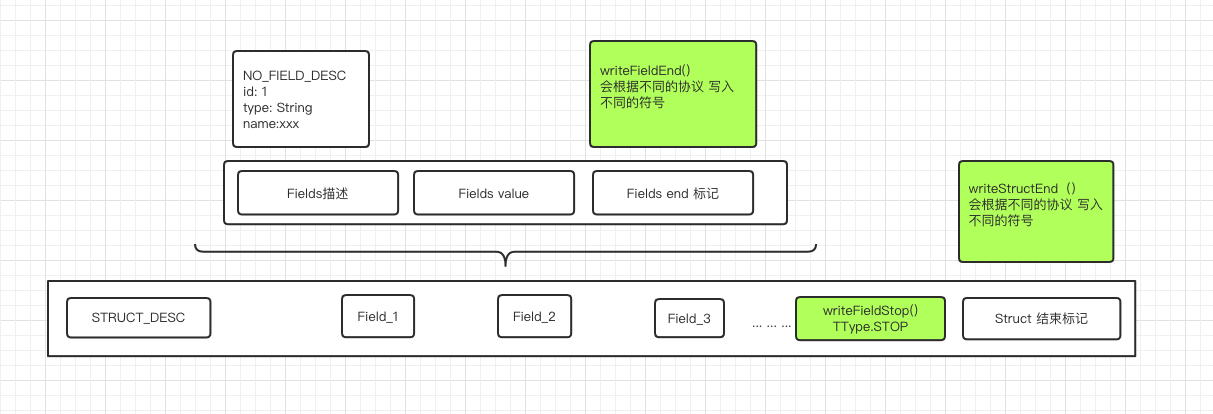 NO_FIELD_DESC
id: 1
type: String
name:xxx
writeFieldEnd()
会根据不同的协议 写入
不同的符号
Fields描述
Fields value
Fields end 标记
writeStructEnd（）
会根据不同的协议 写入
不同的符号
STRUCT_DESC
Field_1
Field_2
Field_3
... ... ...
writeFieldStop()
TType.STOP
Struct 结束标记